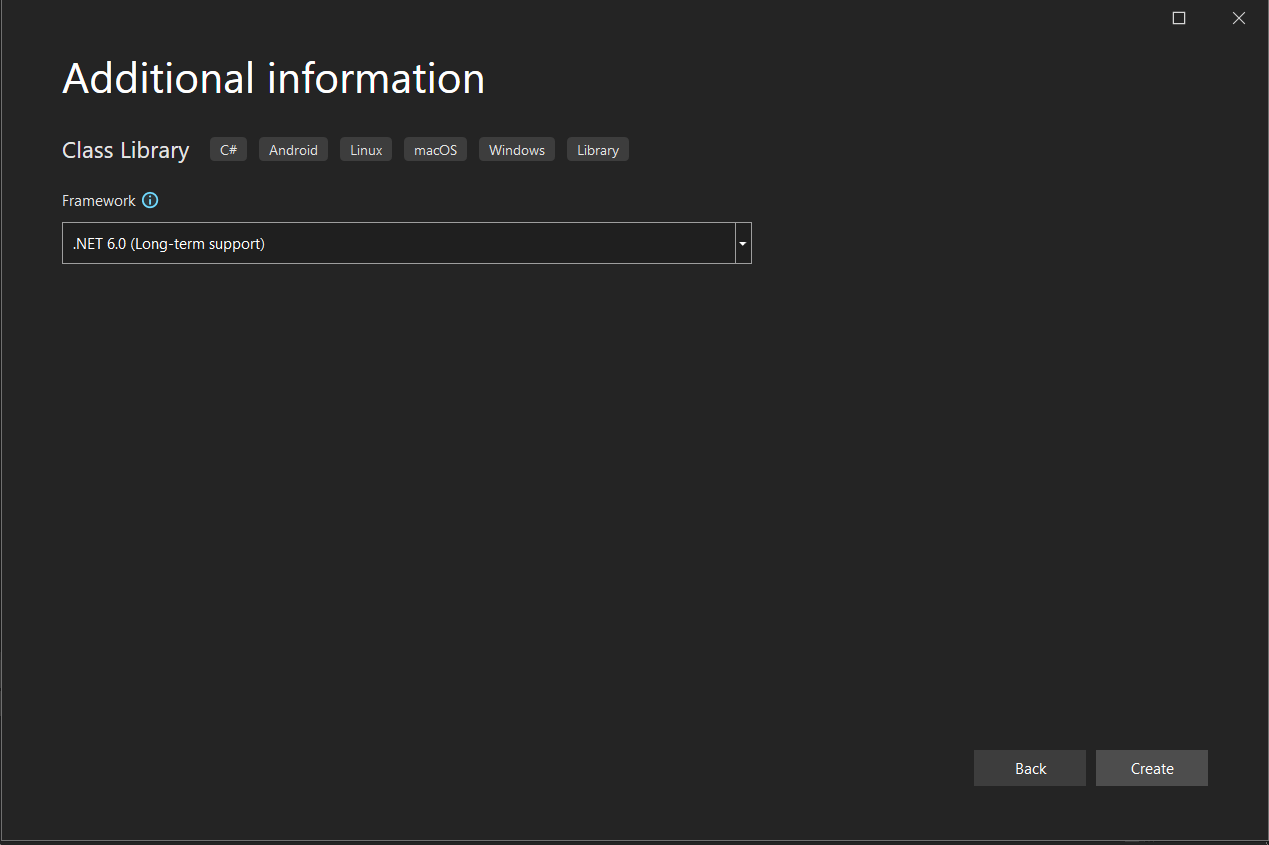 Additional information
Class Library C# Android Linux macOS Windows Library
Framework
.NET 6.0 (Long-term support)
Back Create